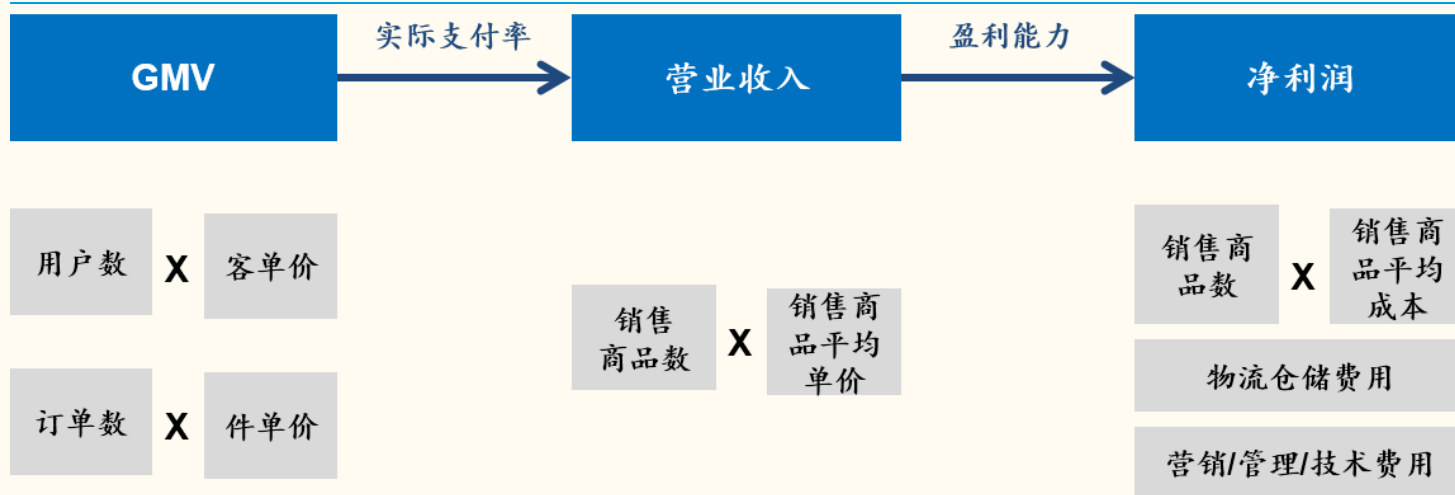 实际支付率
盈利能力
GMV
营业收入
净利润
用户数
X
客单价
订单数
X
件单价
销售
商品数
X
销售商
品平均
单价
销售商
品数
X
销售商
品平均
成本
物流仓储费用
营销/管理/技术费用